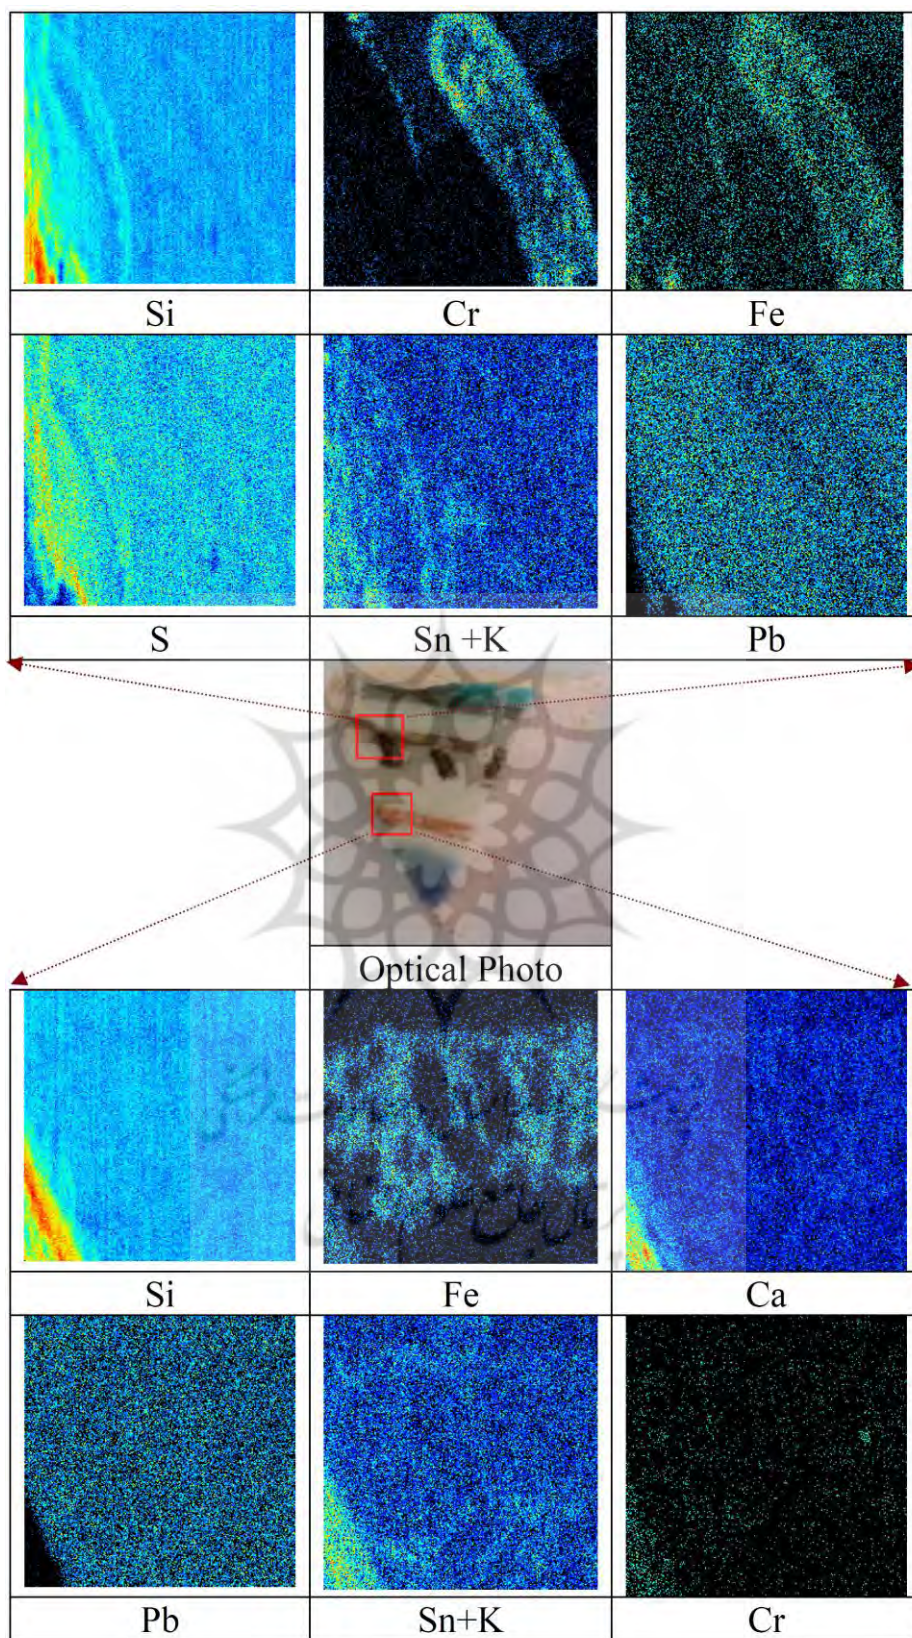 Si Cr Fe
S Sn +K Pb
Optical Photo
Si Fe Ca
Pb Sn+K Cr